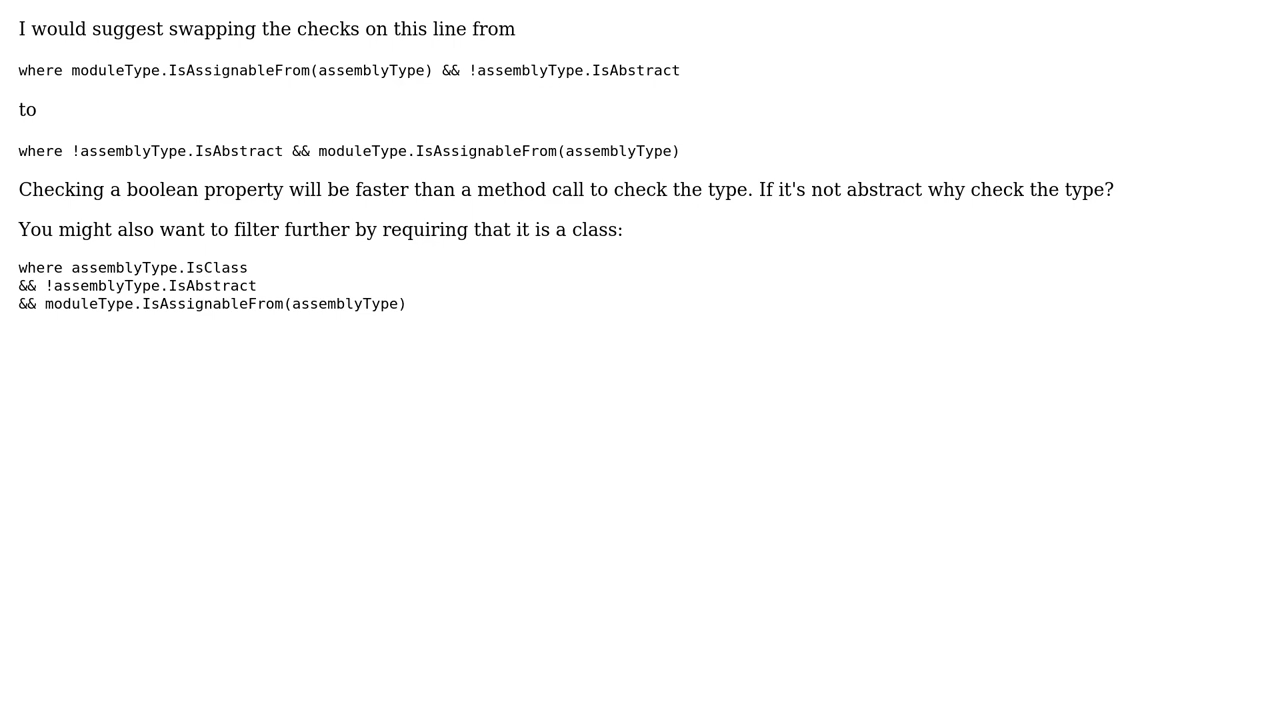 I would suggest swapping the checks on this line from
where moduleType.IsAssignableFrom(assemblyType) && !assemblyType.IsAbstract
to
where !assemblyType.IsAbstract && moduleType.IsAssignableFrom(assemblyType)
Checking a boolean property will be faster than a method call to check the type. If it's not abstract why check the type?
You might also want to filter further by requiring that it is a class:
where assemblyType.IsClass
&& !assemblyType.IsAbstract
&& moduleType.IsAssignableFrom(assemblyType)